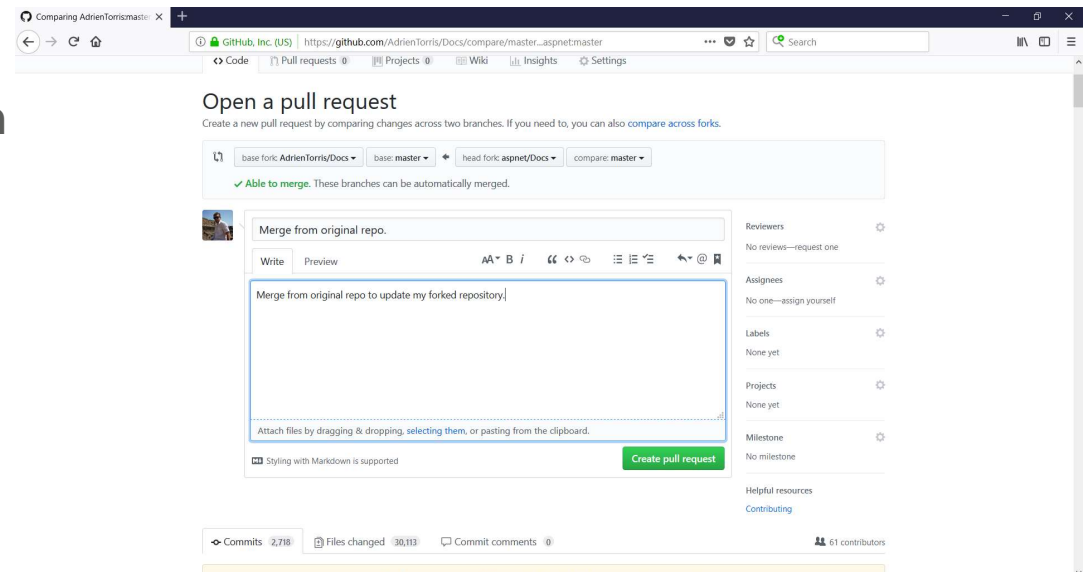 Comparing AdrienTorris:master
GitHub, Inc. (US) https://github.com/AdrienTorris/Docs/compare/master...aspnet:master Search
Code Pull requests 0 Projects 0 Wiki Insights Settings
Open a pull request
Create a new pull request by comparing changes across two branches. If you need to, you can also compare across forks.
base fork: AdrienTorris/Docs base: master head fork: aspnet/Docs compare: master
Able to merge. These branches can be automatically merged.
Merge from original repo.
Write Preview AA B i @
Merge from original repo to update my forked repository.
Attach files by dragging & dropping, selecting them, or pasting from the clipboard.
Styling with Markdown is supported
Create pull request
Reviewers
No reviews—request one
Assignees
No one—assign yourself
Labels
None yet
Projects
None yet
Milestone
No milestone
Helpful resources
Contributing
Commits 2,718 Files changed 30,113 Commit comments 0 61 contributors